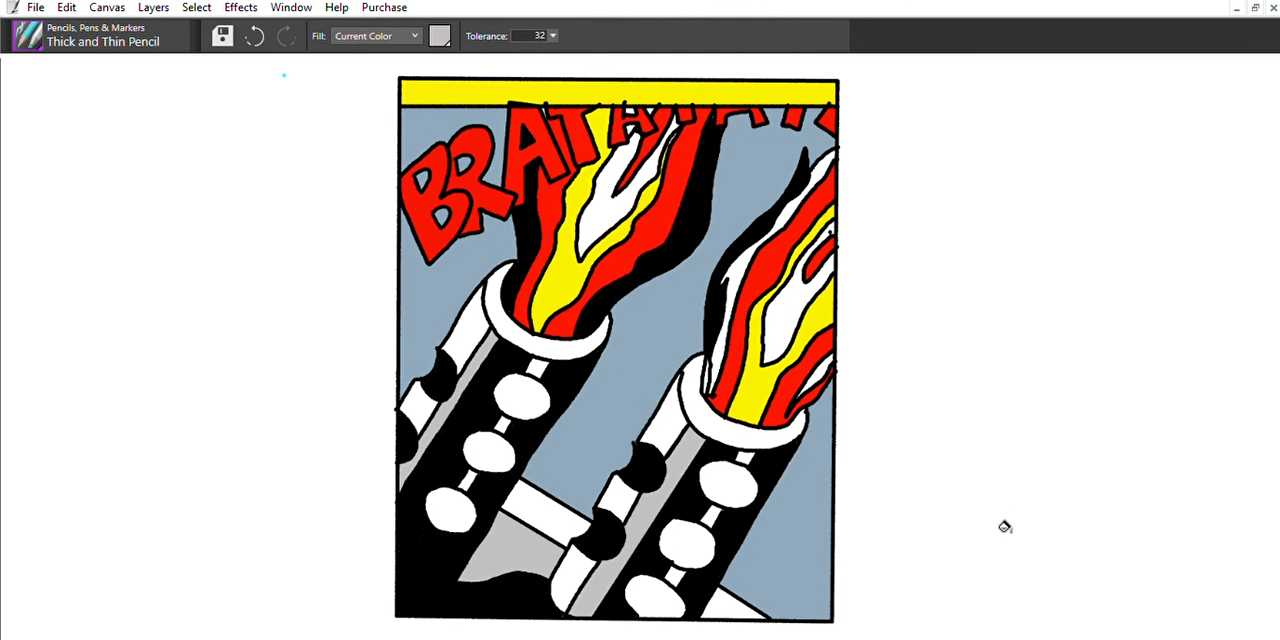 File Edit Canvas Layers Select Effects Window Help Purchase
Pencils, Pens & Markers
Thick and Thin Pencil
Fill: Current Color
Tolerance: 32
BRATATATATA